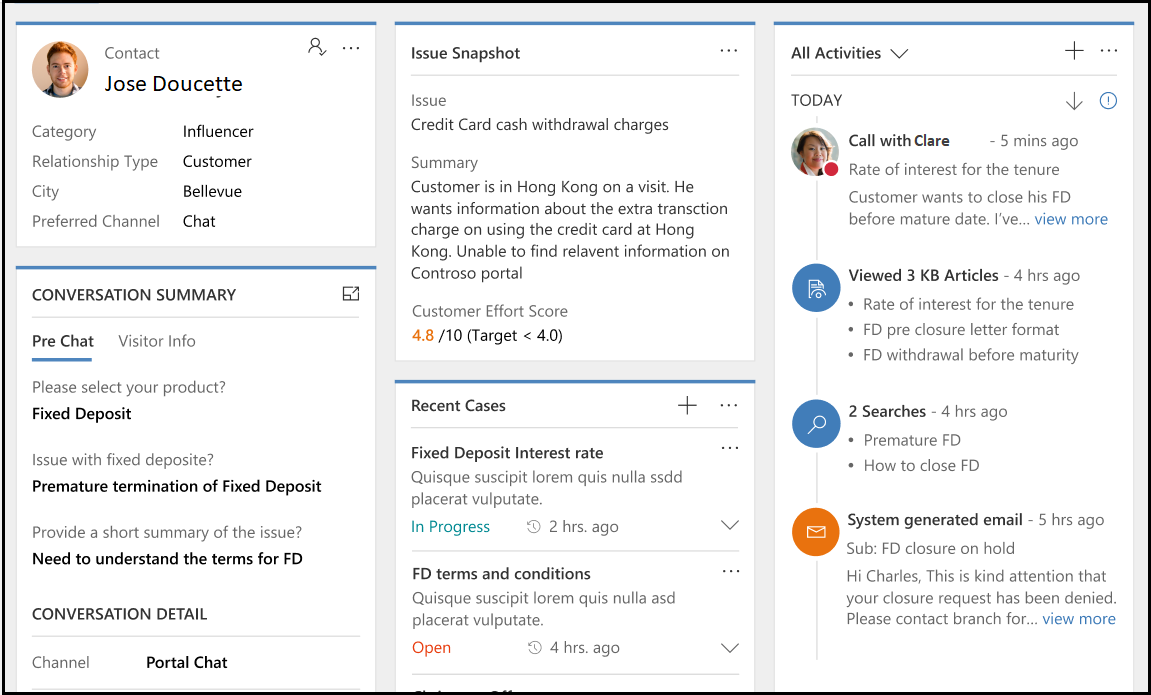 Contact
Jose Doucette
Category Influencer
Relationship Type Customer
City Bellevue
Preferred Channel Chat
CONVERSATION SUMMARY
Pre Chat Visitor Info
Please select your product?
Fixed Deposit
Issue with fixed deposite?
Premature termination of Fixed Deposit
Provide a short summary of the issue?
Need to understand the terms for FD
CONVERSATION DETAIL
Channel Portal Chat
Issue Snapshot
Issue
Credit Card cash withdrawal charges
Summary
Customer is in Hong Kong on a visit. He
wants information about the extra transction
charge on using the credit card at Hong
Kong. Unable to find relavent information on
Controso portal
Customer Effort Score
4.8 /10 (Target < 4.0)
Recent Cases
Fixed Deposit Interest rate
Quisque suscipit lorem quis nulla ssdd
placerat vulputate.
In Progress 2 hrs. ago
FD terms and conditions
Quisque suscipit lorem quis nulla asd
placerat vulputate.
Open 4 hrs. ago
All Activities
TODAY
Call with Clare - 5 mins ago
Rate of interest for the tenure
Customer wants to close his FD
before mature date. I've... view more
Viewed 3 KB Articles - 4 hrs ago
• Rate of interest for the tenure
• FD pre closure letter format
• FD withdrawal before maturity
2 Searches - 4 hrs ago
• Premature FD
• How to close FD
System generated email - 5 hrs ago
Sub: FD closure on hold
Hi Charles, This is kind attention that
your closure request has been denied.
Please contact branch for... view more